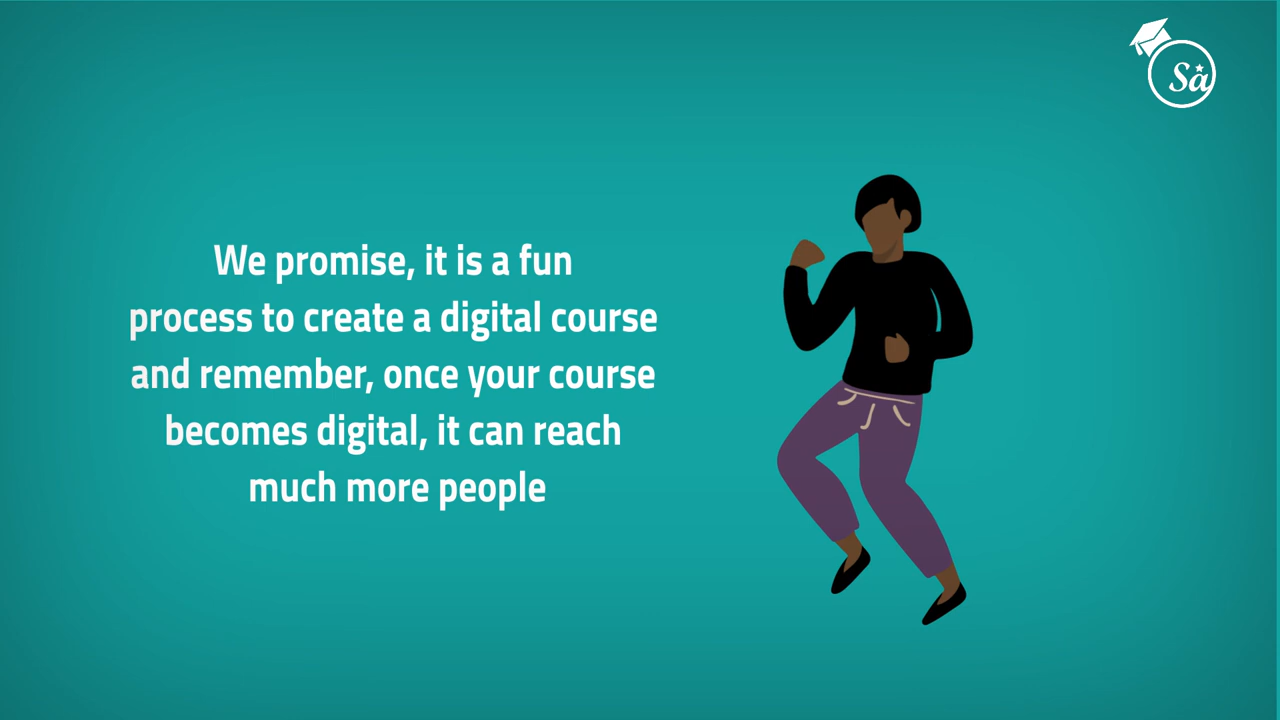 Sa
We promise, it is a fun
process to create a digital course
and remember, once your course
becomes digital, it can reach
much more people